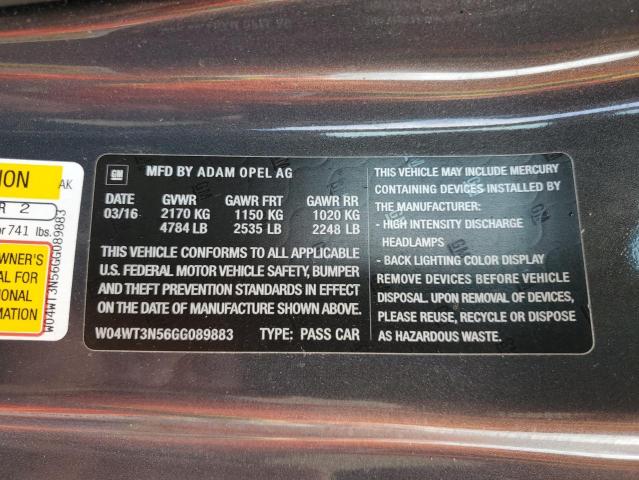 ION
AK
R 2
or 741 lbs.
WNER'S
AL FOR
IONAL
MATION
W04WT3N56GG089883
GM
MFD BY ADAM OPEL AG
DATE GVWR GAWR FRT GAWR RR
03/16 2170 KG 1150 KG 1020 KG
4784 LB 2535 LB 2248 LB
THIS VEHICLE CONFORMS TO ALL APPLICABLE
U.S. FEDERAL MOTOR VEHICLE SAFETY, BUMPER
AND THEFT PREVENTION STANDARDS IN EFFECT
ON THE DATE OF MANUFACTURE SHOWN ABOVE.
W04WT3N56GG089883 TYPE: PASS CAR
THIS VEHICLE MAY INCLUDE MERCURY
CONTAINING DEVICES INSTALLED BY
THE MANUFACTURER:
- HIGH INTENSITY DISCHARGE
HEADLAMPS
- BACK LIGHTING COLOR DISPLAY
REMOVE DEVICES BEFORE VEHICLE
DISPOSAL. UPON REMOVAL OF DEVICES,
PLEASE REUSE, RECYCLE OR DISPOSE
AS HAZARDOUS WASTE.